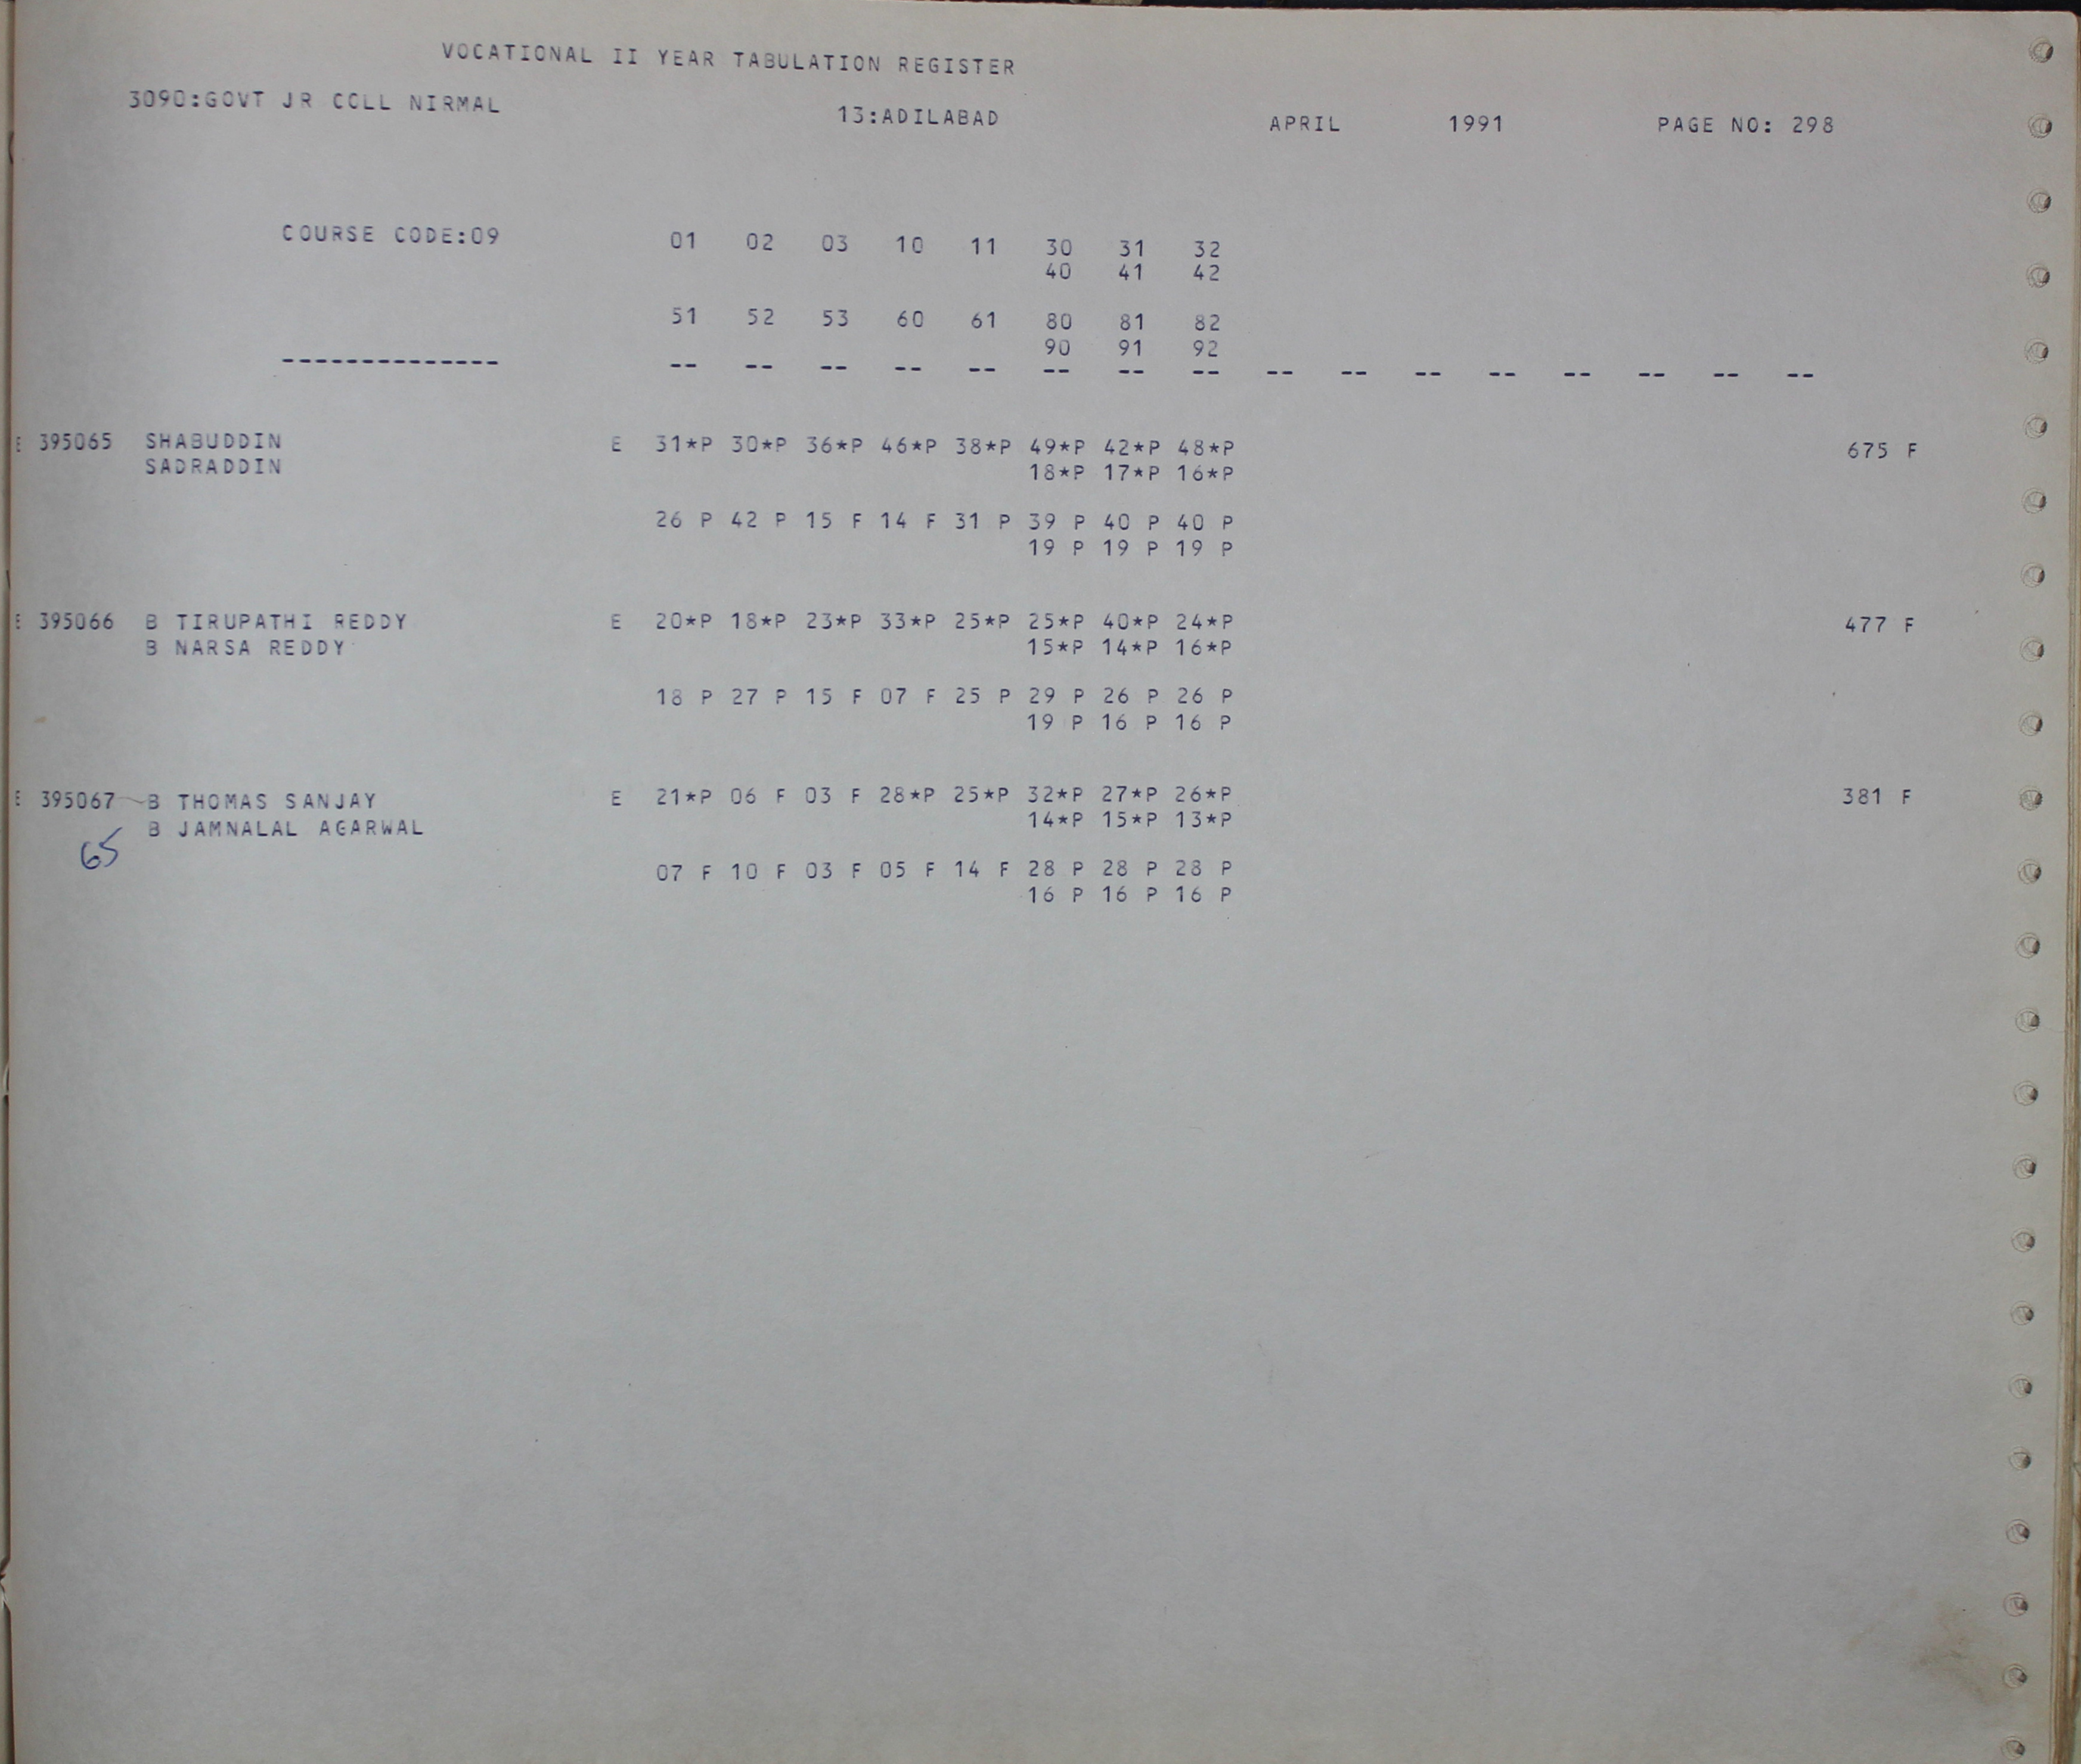 VOCATIONAL II YEAR TABULATION REGISTER
3090:GOVT JR COLL NIRMAL 13:ADILABAD APRIL 1991 PAGE NO: 298
COURSE CODE:09 01 02 03 10 11 30 31 32
40 41 42
51 52 53 60 61 80 81 82
90 91 92
-------------- -- -- -- -- -- -- -- -- -- -- -- -- -- -- -- --
E 395065 SHABUDDIN E 31*P 30*P 36*P 46*P 38*P 49*P 42*P 48*P 675 F
SADRADDIN 18*P 17*P 16*P
26 P 42 P 15 F 14 F 31 P 39 P 40 P 40 P
19 P 19 P 19 P
E 395066 B TIRUPATHI REDDY E 20*P 18*P 23*P 33*P 25*P 25*P 40*P 24*P 477 F
B NARSA REDDY 15*P 14*P 16*P
18 P 27 P 15 F 07 F 25 P 29 P 26 P 26 P
19 P 16 P 16 P
E 395067 B THOMAS SANJAY E 21*P 06 F 03 F 28*P 25*P 32*P 27*P 26*P 381 F
B JAMNALAL AGARWAL 14*P 15*P 13*P
65
07 F 10 F 03 F 05 F 14 F 28 P 28 P 28 P
16 P 16 P 16 P